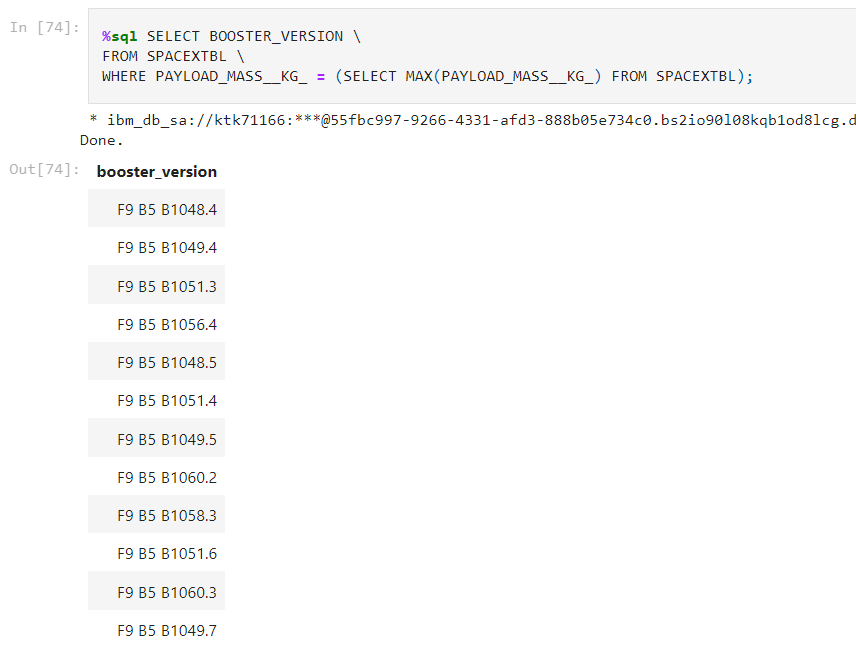 In [74]:
%sql SELECT BOOSTER_VERSION \
FROM SPACEXTBL \
WHERE PAYLOAD_MASS__KG_ = (SELECT MAX(PAYLOAD_MASS__KG_) FROM SPACEXTBL);
* ibm_db_sa://ktk71166:***@55fbc997-9266-4331-afd3-888b05e734c0.bs2io90l08kqb1od8lcg.d
Done.
Out[74]:
booster_version
F9 B5 B1048.4
F9 B5 B1049.4
F9 B5 B1051.3
F9 B5 B1056.4
F9 B5 B1048.5
F9 B5 B1051.4
F9 B5 B1049.5
F9 B5 B1060.2
F9 B5 B1058.3
F9 B5 B1051.6
F9 B5 B1060.3
F9 B5 B1049.7